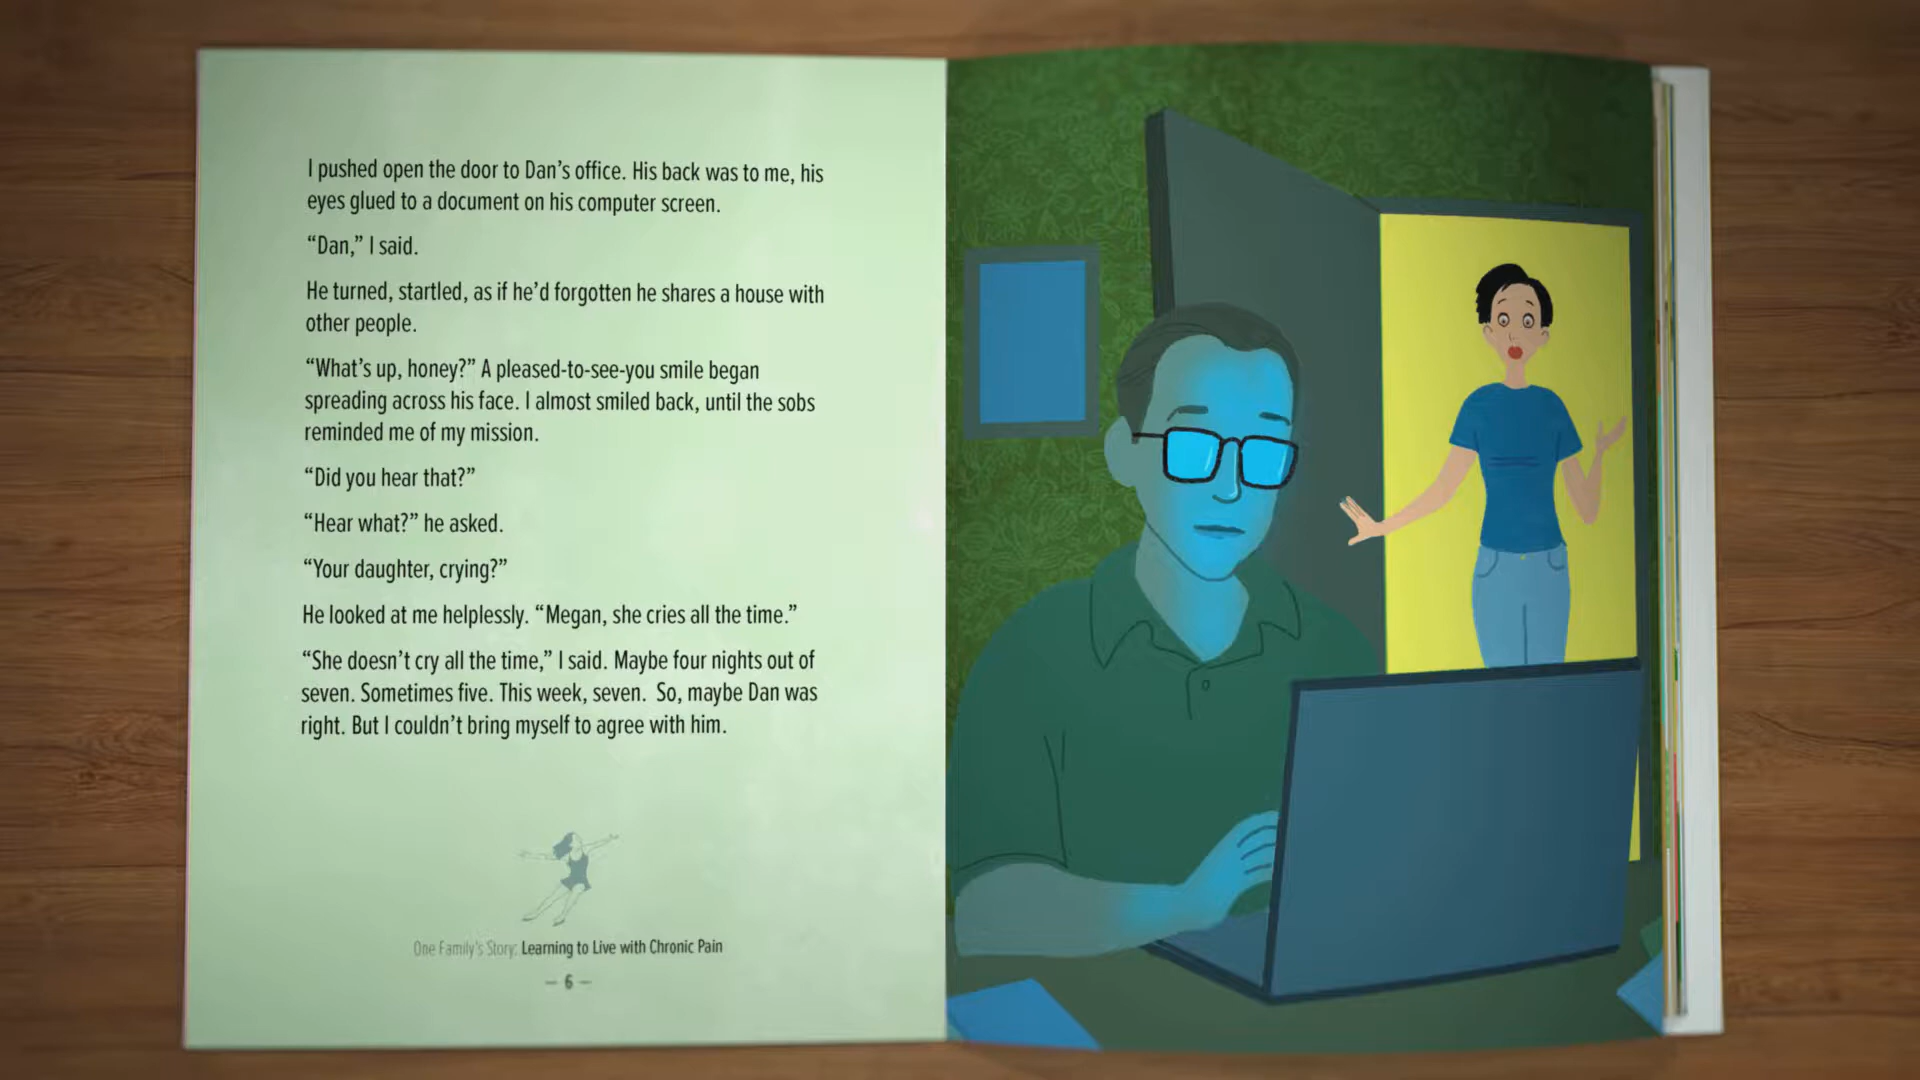 I pushed open the door to Dan’s office. His back was to me, his
eyes glued to a document on his computer screen.
“Dan,” I said.
He turned, startled, as if he’d forgotten he shares a house with
other people.
“What’s up, honey?” A pleased-to-see-you smile began
spreading across his face. I almost smiled back, until the sobs
reminded me of my mission.
“Did you hear that?”
“Hear what?” he asked.
“Your daughter, crying?”
He looked at me helplessly. “Megan, she cries all the time.”
“She doesn’t cry all the time,” I said. Maybe four nights out of
seven. Sometimes five. This week, seven.  So, maybe Dan was
right. But I couldn’t bring myself to agree with him.
One Family’s Story: Learning to Live with Chronic Pain
— 6 —